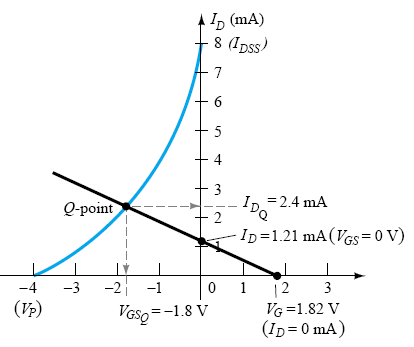 I_D (mA)
8 (I_DSS)
7
6
5
4
3
Q-point
I_DQ = 2.4 mA
2
I_D = 1.21 mA (V_GS = 0 V)
1
–4 –3 –2 –1 0 1 2 3
(V_P)
V_GSQ = –1.8 V
V_G = 1.82 V
(I_D = 0 mA)